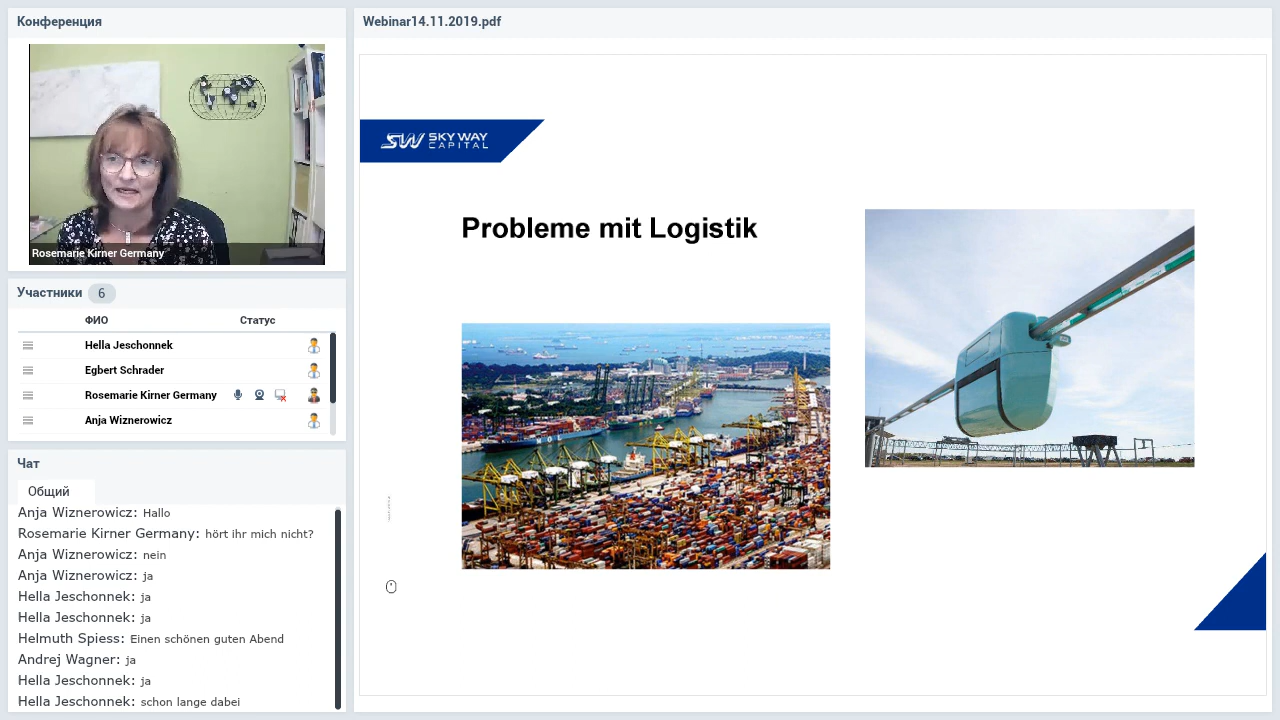 Конференция
Rosemarie Kirner Germany
Участники 6
ФИО Статус
Hella Jeschonnek
Egbert Schrader
Rosemarie Kirner Germany
Anja Wiznerowicz
Чат
Общий
Anja Wiznerowicz: Hallo
Rosemarie Kirner Germany: hört ihr mich nicht?
Anja Wiznerowicz: nein
Anja Wiznerowicz: ja
Hella Jeschonnek: ja
Hella Jeschonnek: ja
Helmuth Spiess: Einen schönen guten Abend
Andrej Wagner: ja
Hella Jeschonnek: ja
Hella Jeschonnek: schon lange dabei
Webinar14.11.2019.pdf
SW SKYWAY
CAPITAL
Probleme mit Logistik
MOL